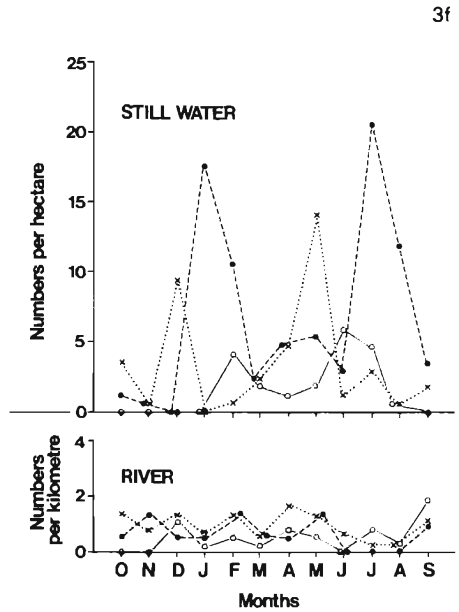 3f
25
STILL WATER
20
15
10
5
0
Numbers per hectare
4
RIVER
2
0
Numbers
per kilometre
O N D J F M A M J J A S
Months